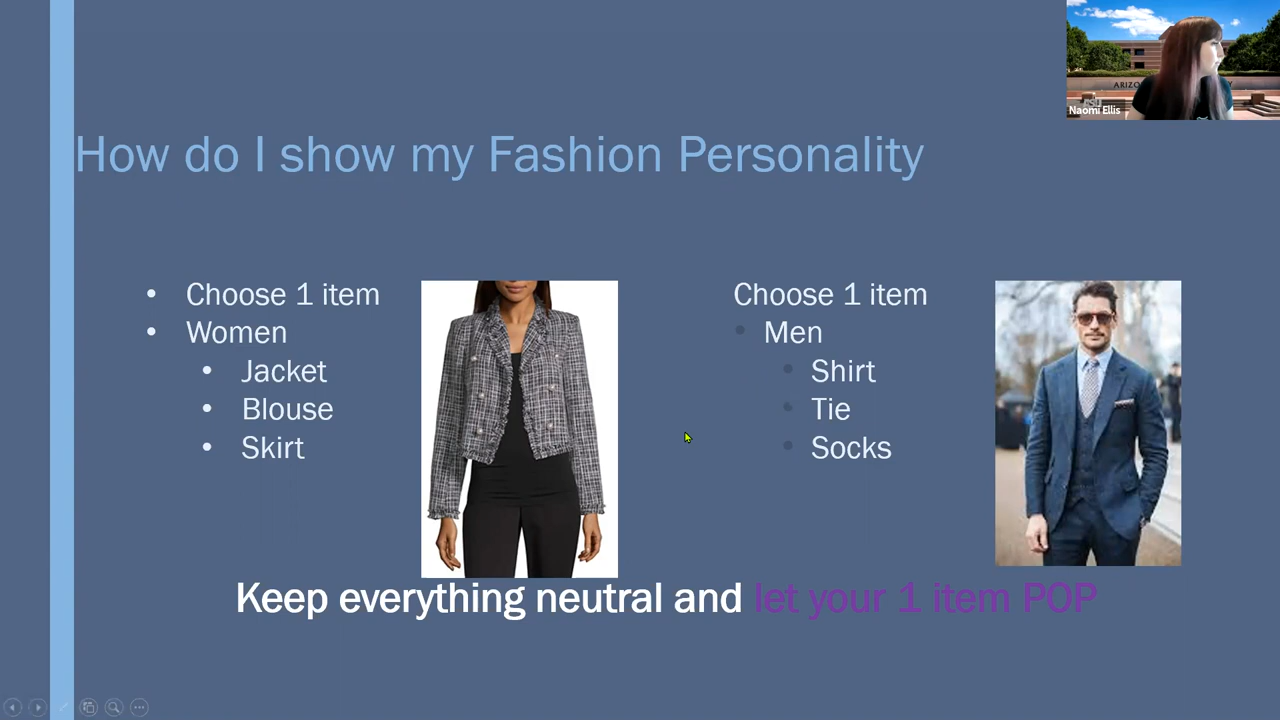 How do I show my Fashion Personality
Choose 1 item
Women
Jacket
Blouse
Skirt
Choose 1 item
Men
Shirt
Tie
Socks
Keep everything neutral and let your 1 item POP
Naomi Ellis